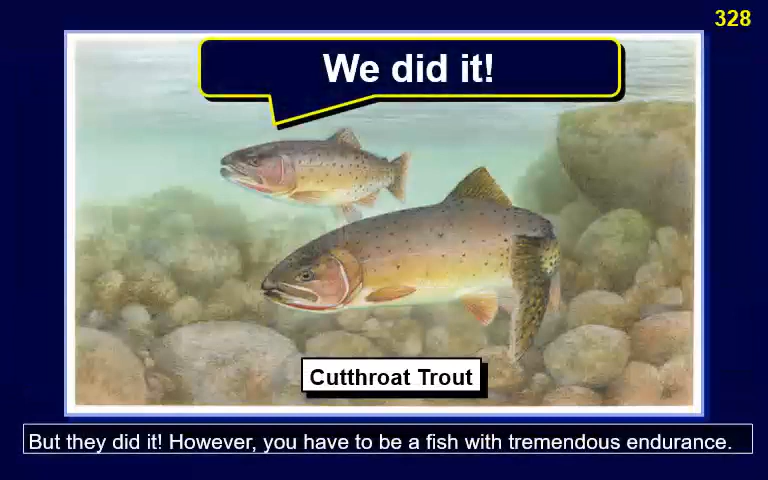 328
We did it!
Cutthroat Trout
But they did it! However, you have to be a fish with tremendous endurance.